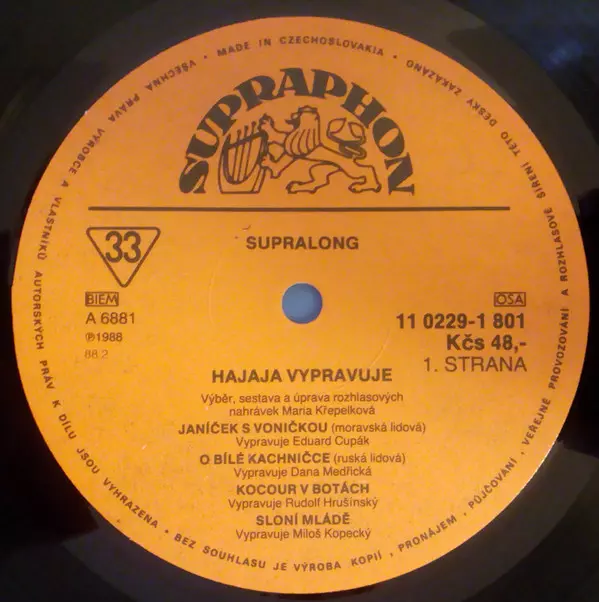 VŠECHNA PRÁVA VÝROBCE A VLASTNÍKŮ AUTORSKÝCH PRÁV K DÍLU JSOU VYHRAZENA • BEZ SOUHLASU JE VÝROBA KOPIÍ, PRONÁJEM, PŮJČOVÁNÍ, VEŘEJNÉ PROVOZOVÁNÍ A ROZHLASOVÉ ŠÍŘENÍ TÉTO DESKY ZAKÁZÁNO • MADE IN CZECHOSLOVAKIA •
SUPRAPHON
33
SUPRALONG
BIEM
OSA
A 6881
11 0229-1 801
℗1988
Kčs 48,-
88.2
1. STRANA
HAJAJA VYPRAVUJE
Výběr, sestava a úprava rozhlasových
nahrávek Maria Křepelková
JANÍČEK S VONIČKOU (moravská lidová)
Vypravuje Eduard Cupák
O BÍLÉ KACHNIČCE (ruská lidová)
Vypravuje Dana Medřická
KOCOUR V BOTÁCH
Vypravuje Rudolf Hrušínský
SLONÍ MLÁDĚ
Vypravuje Miloš Kopecký